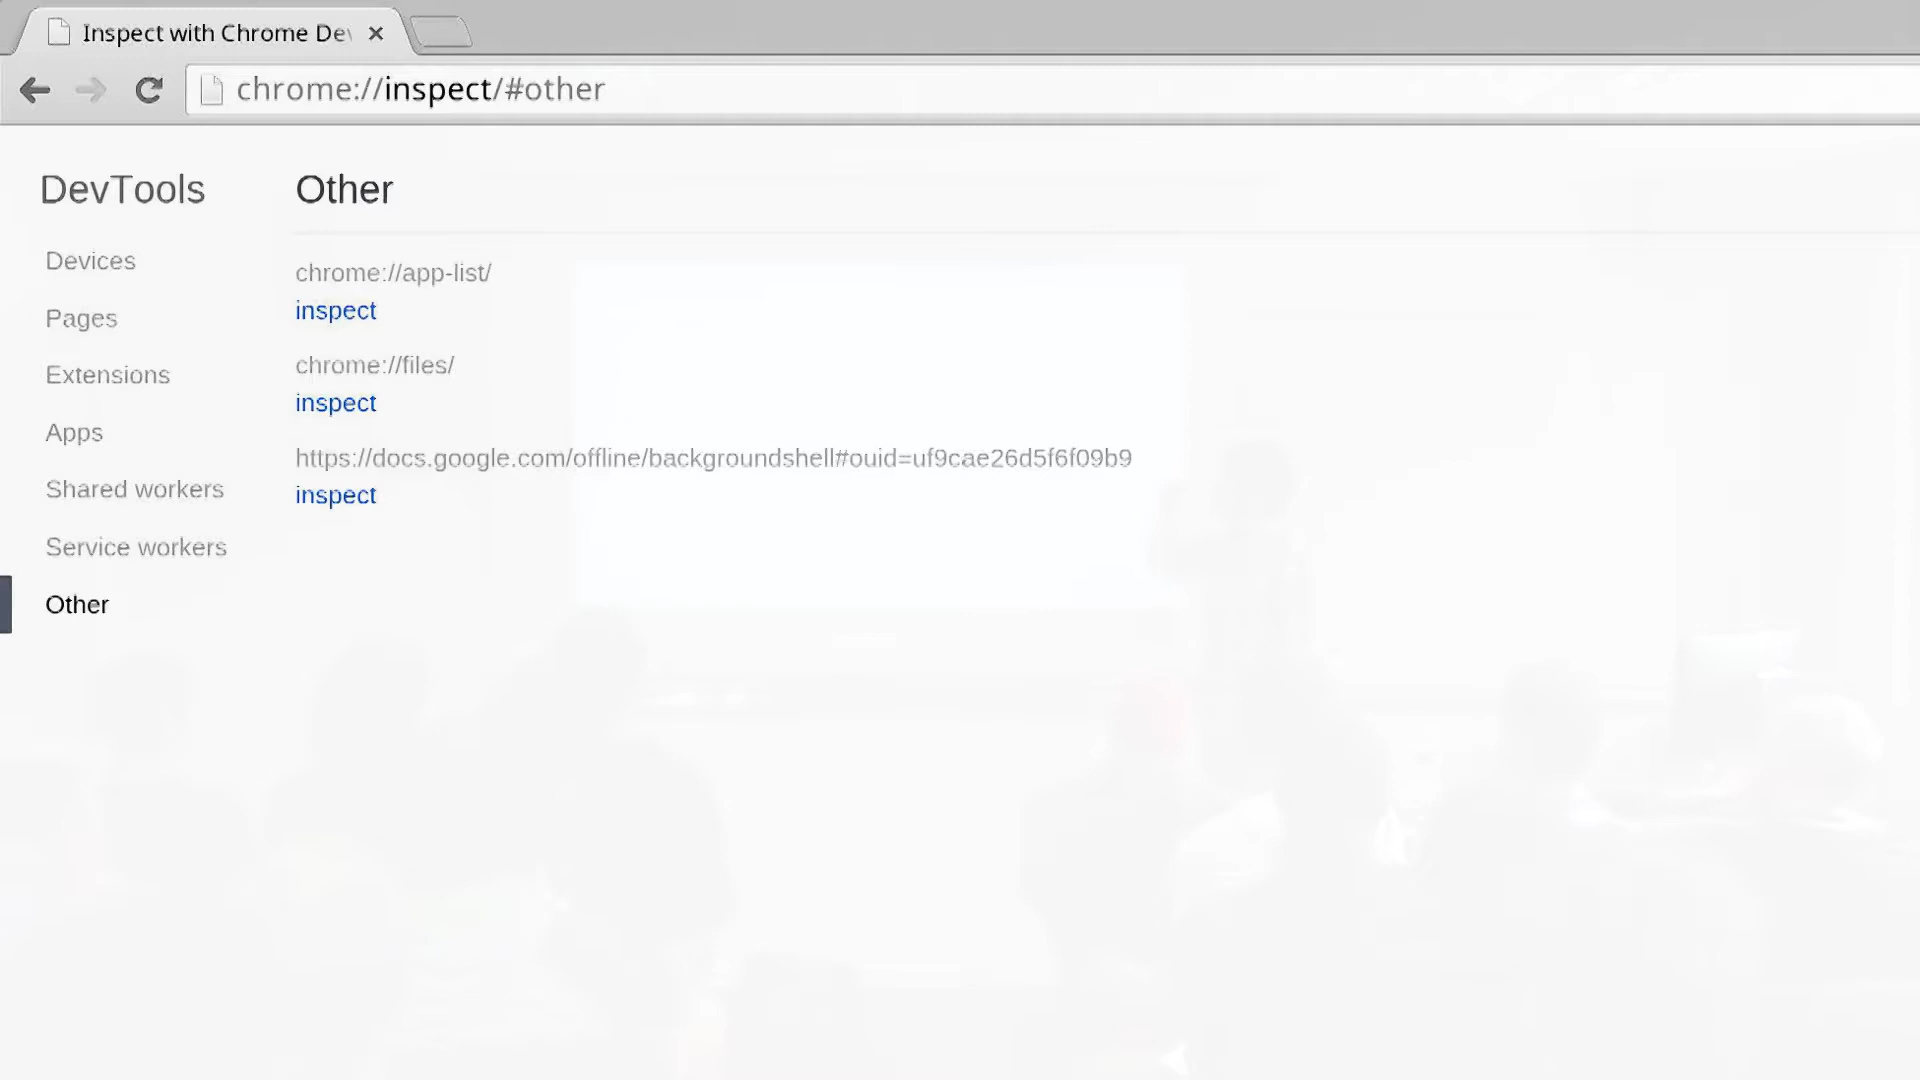 Inspect with Chrome De
chrome://inspect/#other
DevTools
Devices
Pages
Extensions
Apps
Shared workers
Service workers
Other
Other
chrome://app-list/
inspect
chrome://files/
inspect
https://docs.google.com/offline/backgroundshell#ouid=uf9cae26d5f6f09b9
inspect